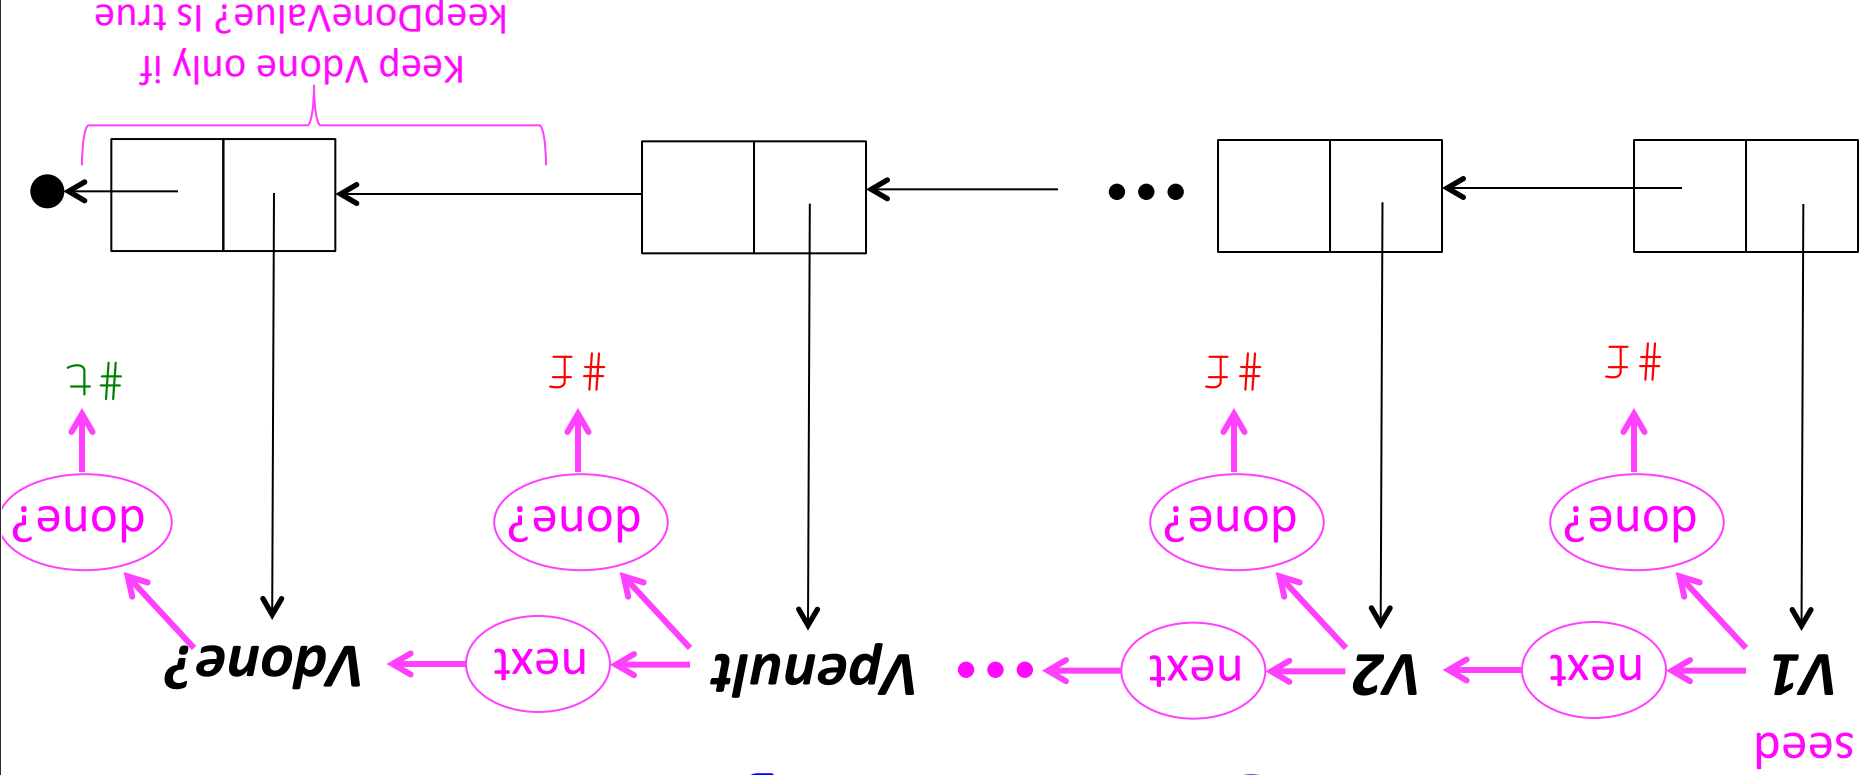 seed
V1
next
V2
next
Vpenult
next
Vdone?
done?
done?
done?
done?
#f
#f
#f
#t
Keep Vdone only if
keepDoneValue? Is true